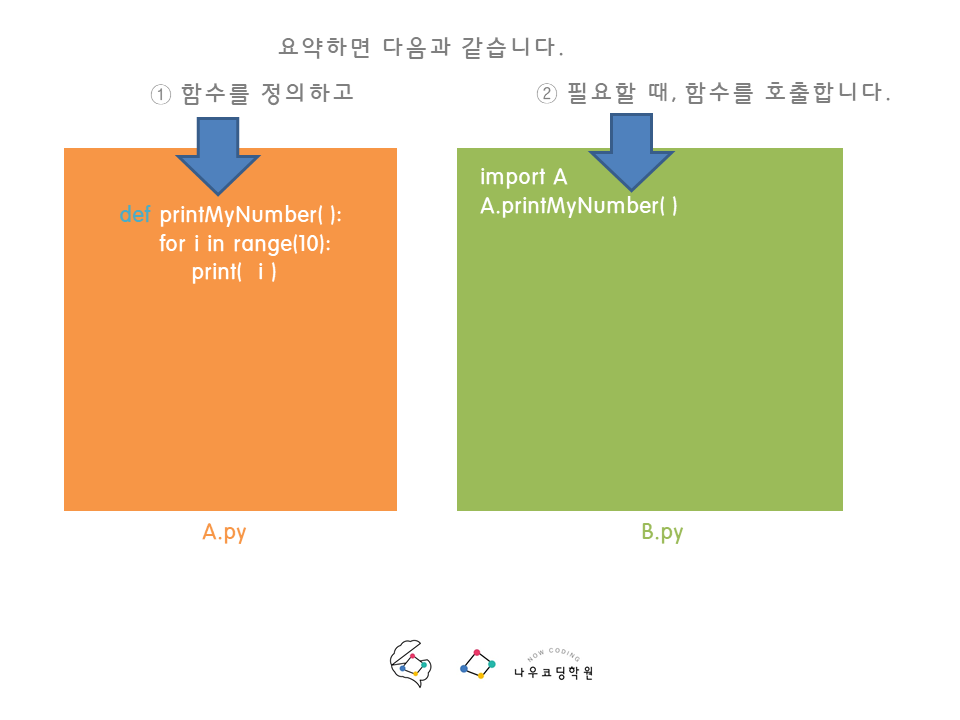 요약하면 다음과 같습니다.
① 함수를 정의하고
② 필요할 때, 함수를 호출합니다.
def printMyNumber( ):
for i in range(10):
print( i )
A.py
import A
A.printMyNumber( )
B.py
NOW CODING
나우코딩학원